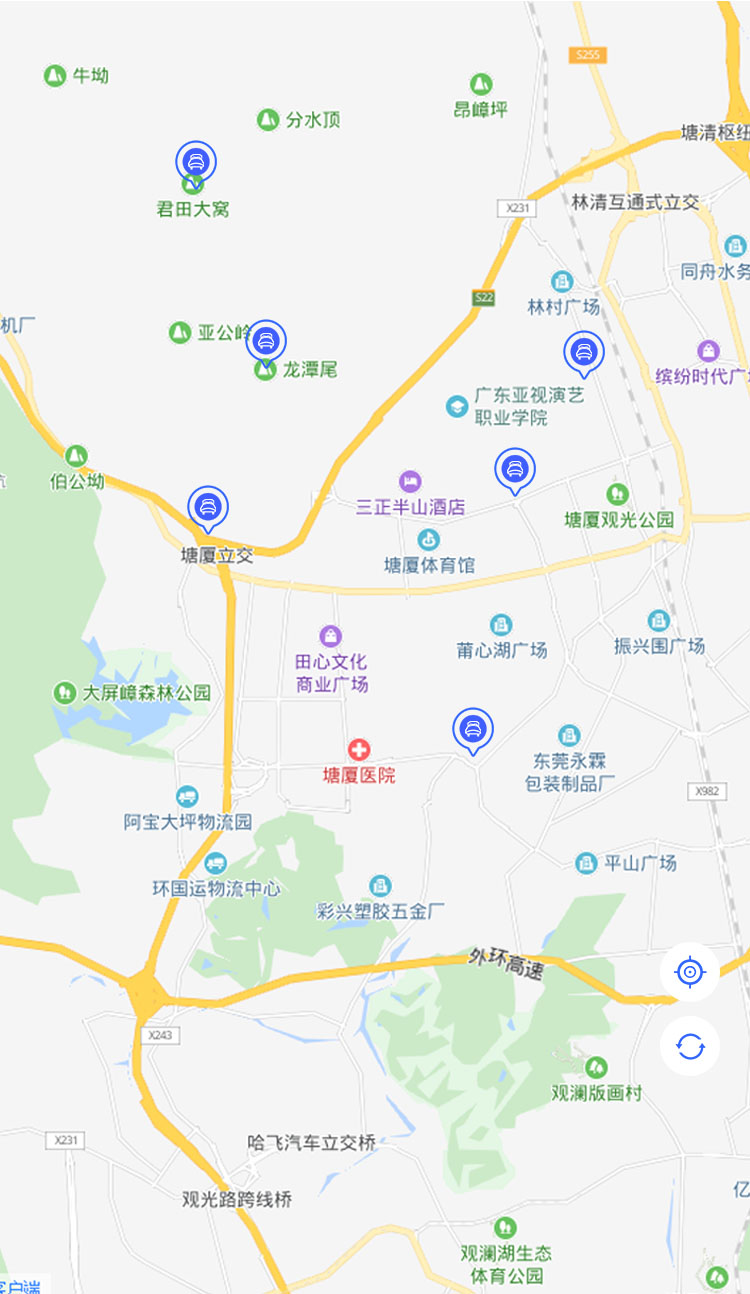 S255
牛坳
昂嶂坪
分水顶
塘清枢纽
君田大窝
X231
林清互通式立交
同舟水务
S22
林村广场
机厂
亚公岭
龙潭尾
缤纷时代广场
广东亚视演艺
职业学院
伯公坳
三正半山酒店
塘厦观光公园
塘厦立交
塘厦体育馆
田心文化
商业广场
莆心湖广场
振兴围广场
大屏嶂森林公园
塘厦医院
东莞永霖
包装制品厂
X982
阿宝大坪物流园
环国运物流中心
平山广场
彩兴塑胶五金厂
外环高速
X243
观澜版画村
X231
哈飞汽车立交桥
观光路跨线桥
亿
观澜湖生态
体育公园
客户端